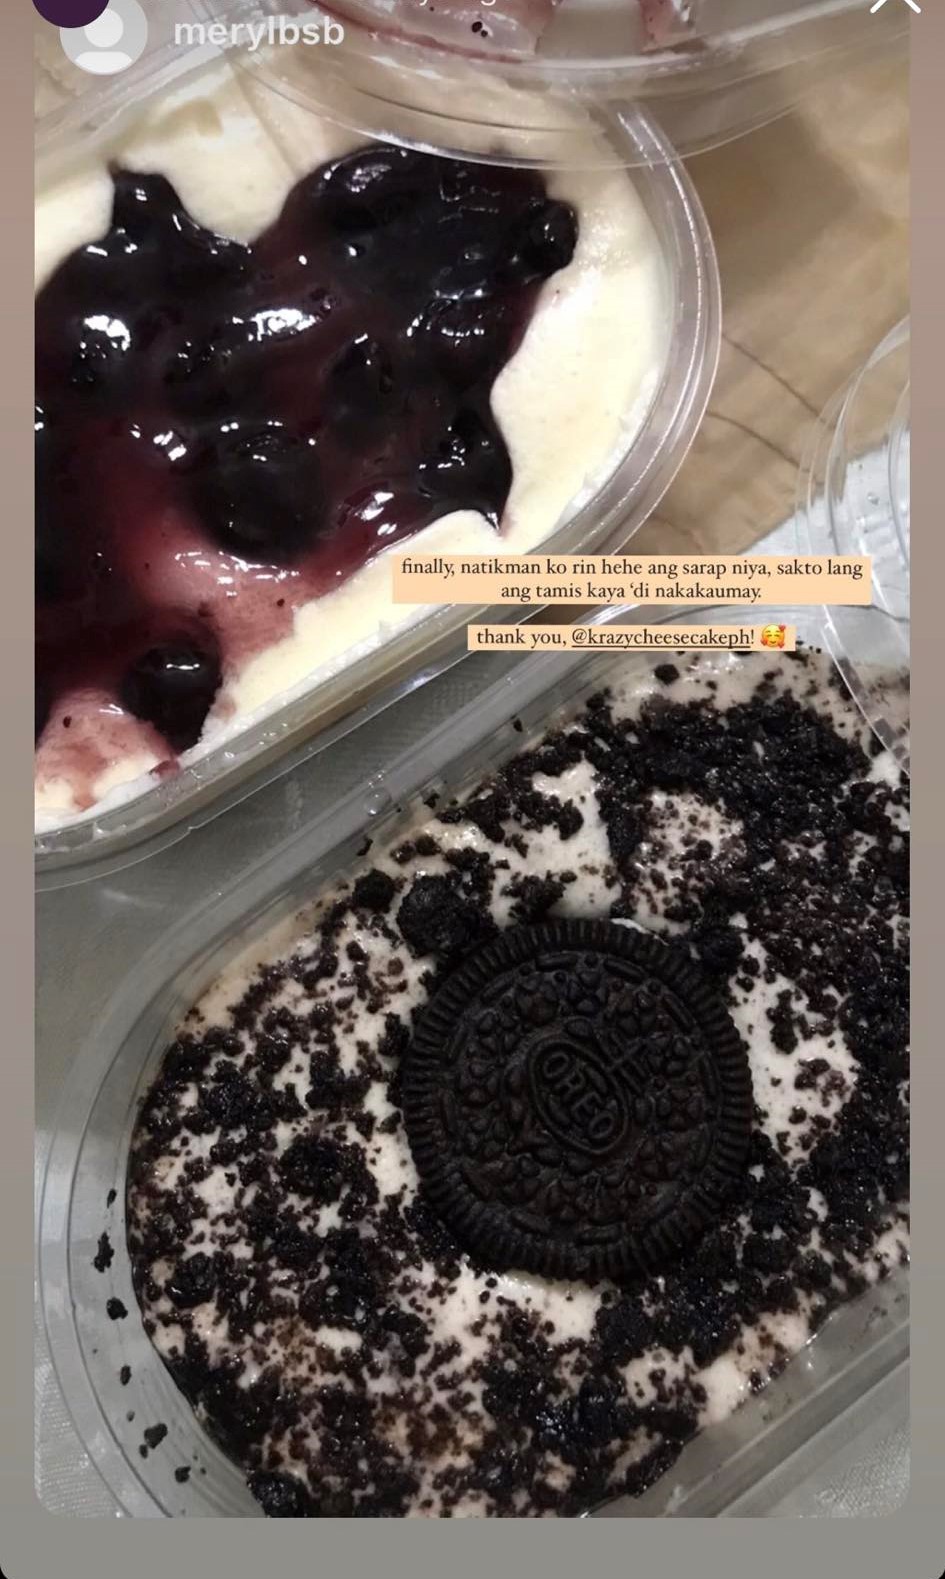 merylbsb
finally, natikman ko rin hehe ang sarap niya, sakto lang
ang tamis kaya ‘di nakakaumay.
thank you, @krazycheesecakeph! 🥰
OREO